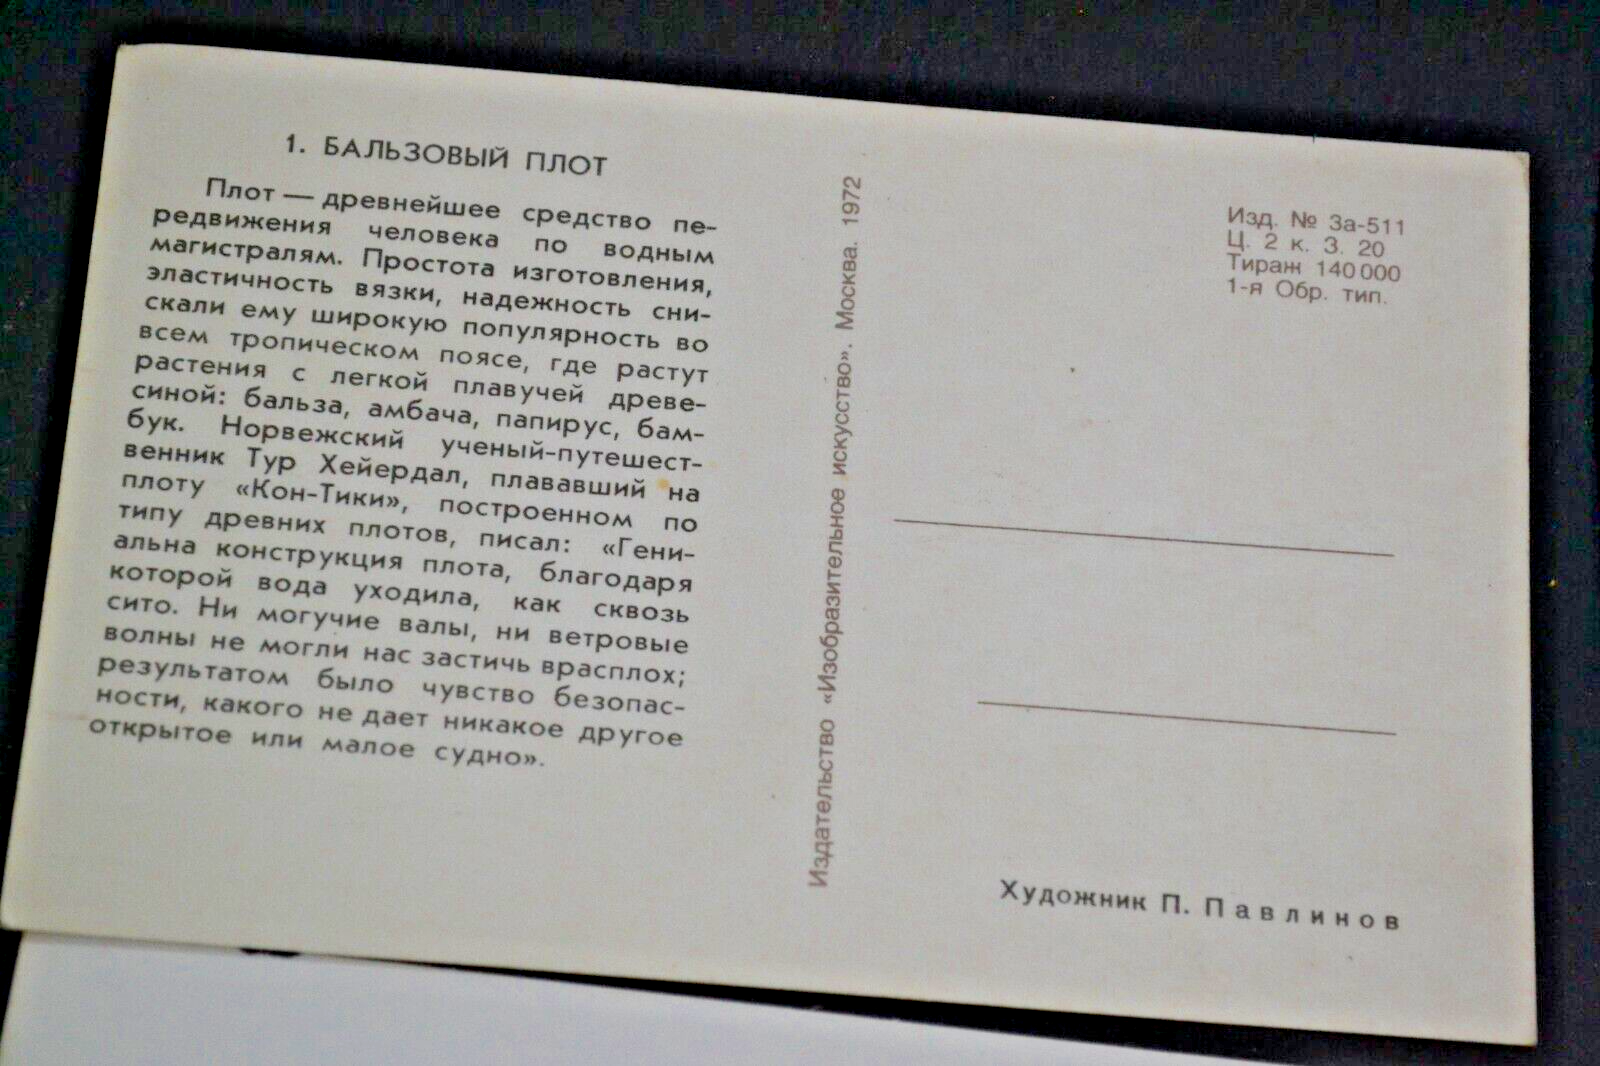 1. БАЛЬЗОВЫЙ ПЛОТ
Плот — древнейшее средство пе-
редвижения человека по водным
магистралям. Простота изготовления,
эластичность вязки, надежность сни-
скали ему широкую популярность во
всем тропическом поясе, где растут
растения с легкой плавучей древе-
синой: бальза, амбача, папирус, бам-
бук. Норвежский ученый-путешест-
венник Тур Хейердал, плававший на
плоту «Кон-Тики», построенном по
типу древних плотов, писал: «Гени-
альна конструкция плота, благодаря
которой вода уходила, как сквозь
сито. Ни могучие валы, ни ветровые
волны не могли нас застичь врасплох;
результатом было чувство безопас-
ности, какого не дает никакое другое
открытое или малое судно».
Издательство «Изобразительное искусство». Москва. 1972
Изд. № 3а-511
Ц. 2 к. З. 20
Тираж 140 000
1-я Обр. тип.
Художник П. Павлинов